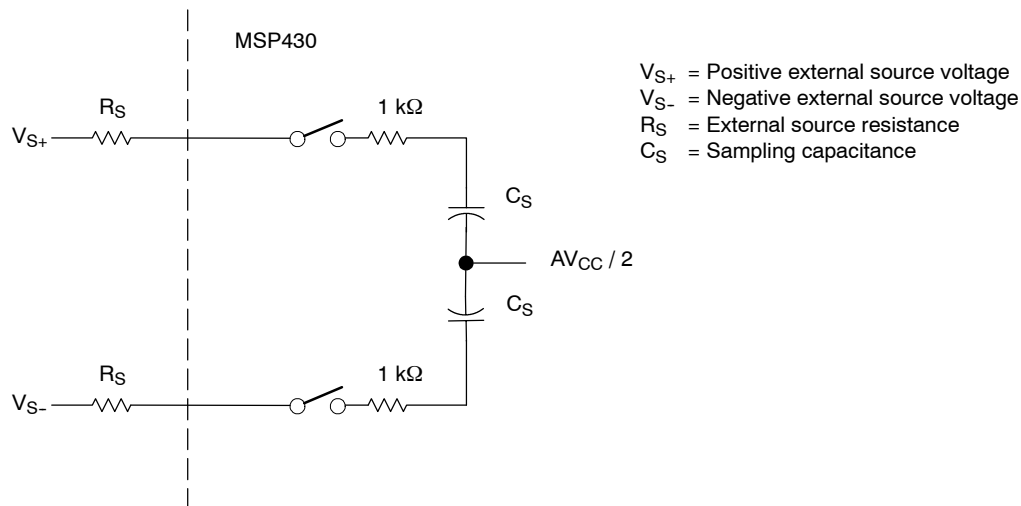 MSP430
V_S+ = Positive external source voltage
V_S− = Negative external source voltage
R_S = External source resistance
C_S = Sampling capacitance
R_S
1 kΩ
V_S+
C_S
AV_CC / 2
C_S
R_S
1 kΩ
V_S−